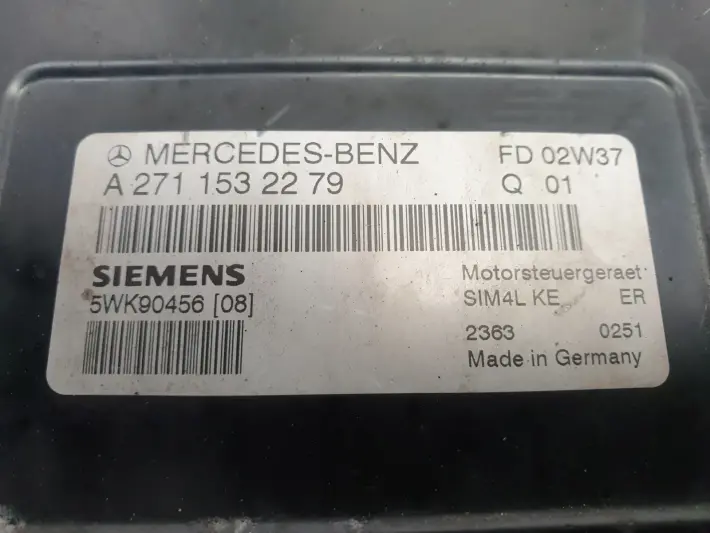 MERCEDES-BENZ FD 02W37
A 271 153 22 79 Q 01
SIEMENS Motorsteuergeraet
5WK90456 [08] SIM4L KE ER
2363 0251
Made in Germany